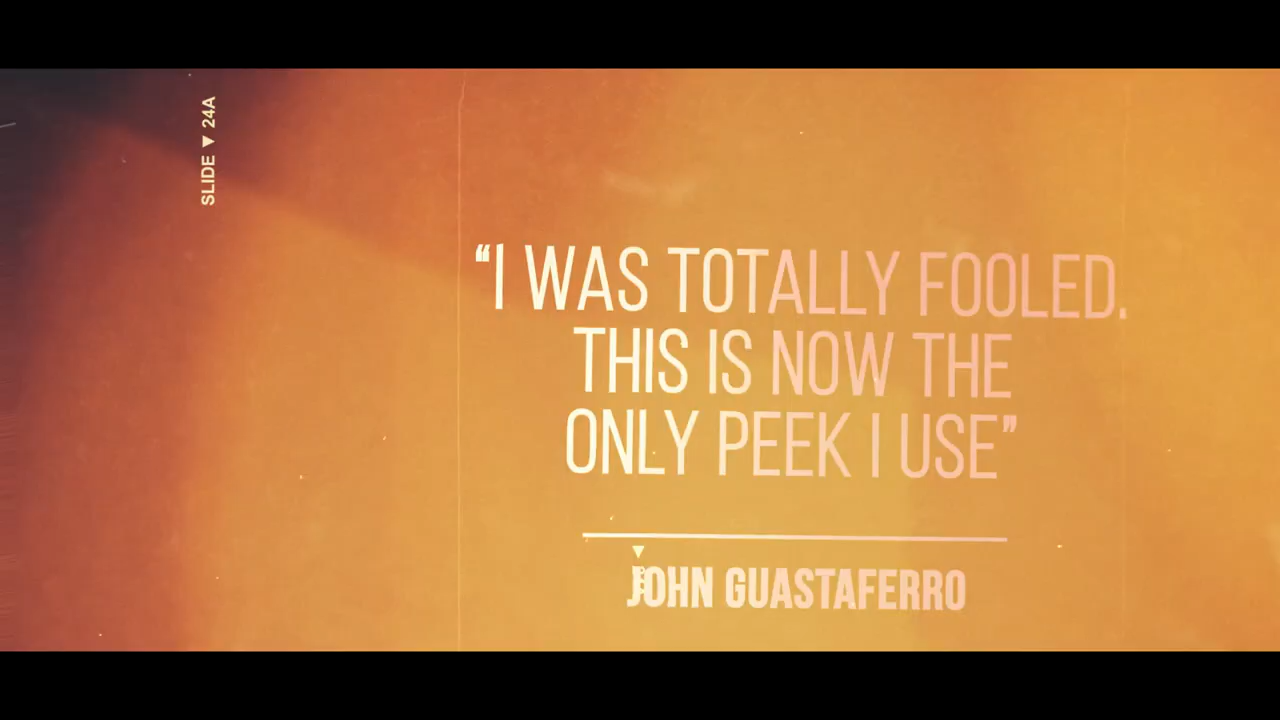 SLIDE ▼ 24A
“I WAS TOTALLY FOOLED.
THIS IS NOW THE
ONLY PEEK I USE”
JOHN GUASTAFERRO